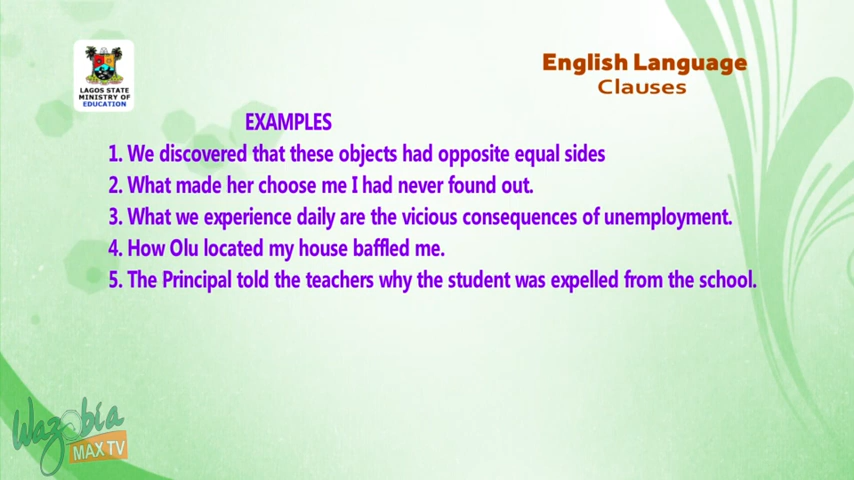 LAGOS STATE
MINISTRY OF
EDUCATION
English Language
Clauses
EXAMPLES
1. We discovered that these objects had opposite equal sides
2. What made her choose me I had never found out.
3. What we experience daily are the vicious consequences of unemployment.
4. How Olu located my house baffled me.
5. The Principal told the teachers why the student was expelled from the school.
Wazobia
MAX TV